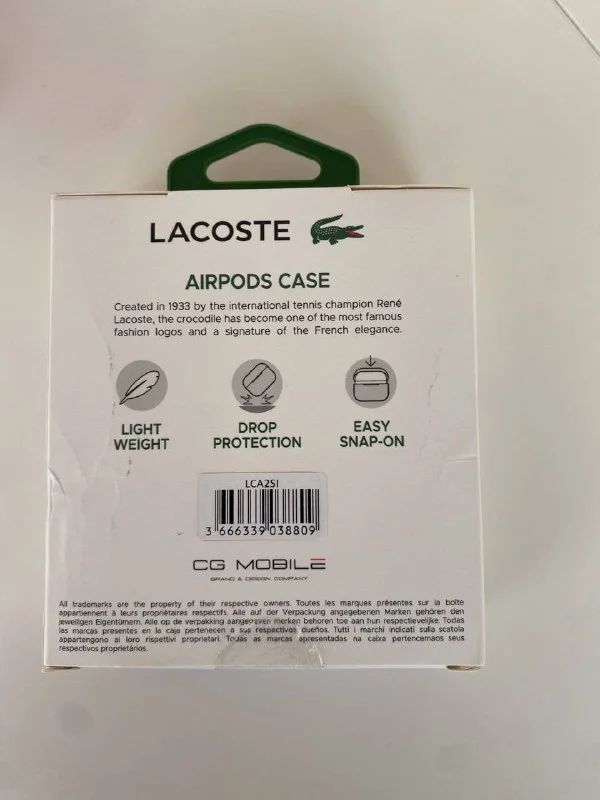 LACOSTE
AIRPODS CASE
Created in 1933 by the international tennis champion René
Lacoste, the crocodile has become one of the most famous
fashion logos and a signature of the French elegance.
LIGHT
WEIGHT
DROP
PROTECTION
EASY
SNAP-ON
LCA2SI
3 666339 038809
CG MOBILE
BRAND & DESIGN COMPANY
All trademarks are the property of their respective owners. Toutes les marques présentes sur la boîte
appartiennent à leurs propriétaires respectifs. Alle auf der Verpackung angegebenen Marken gehören den
jeweiligen Eigentümern. Alle op de verpakking aangegeven merken behoren toe aan hun respectievelijke. Todas
las marcas presentes en la caja pertenecen a sus respectivos dueños. Tutti i marchi indicati sulla scatola
appartengono ai loro rispettivi proprietari. Todas as marcas apresentadas na caixa pertencemaos seus
respectivos proprietários.